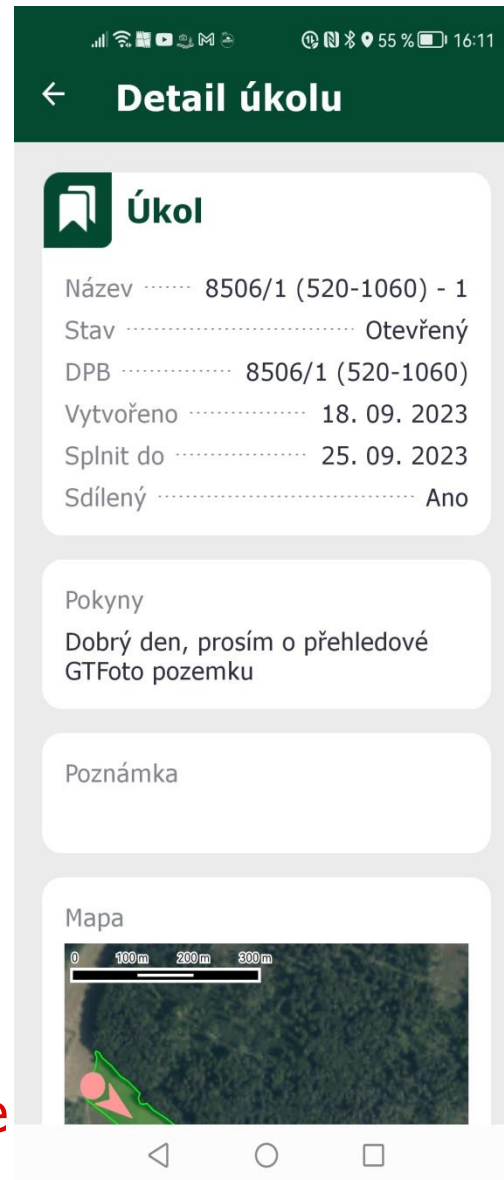 55 % 16:11
Detail úkolu
Úkol
Název 8506/1 (520-1060) - 1
Stav Otevřený
DPB 8506/1 (520-1060)
Vytvořeno 18. 09. 2023
Splnit do 25. 09. 2023
Sdílený Ano
Pokyny
Dobrý den, prosím o přehledové
GTFoto pozemku
Poznámka
Mapa
0 100 m 200 m 300 m
e